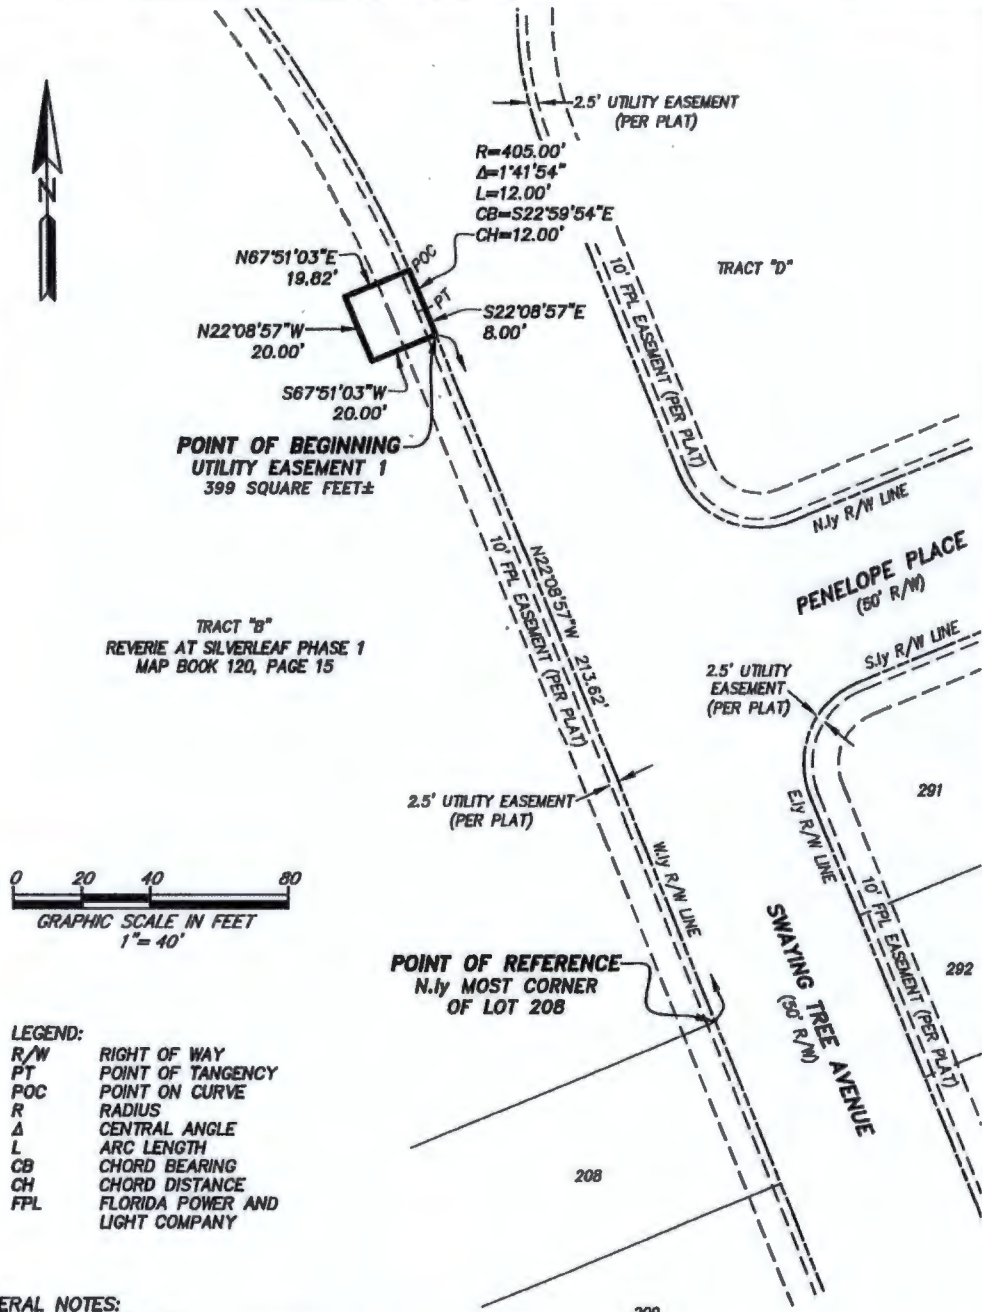 2.5' UTILITY EASEMENT
(PER PLAT)
R=405.00'
Δ=1°41'54"
L=12.00'
CB=S22°59'54"E
CH=12.00'
N
N67°51'03"E
19.82'
POC
PT
TRACT "D"
10' FPL EASEMENT (PER PLAT)
N22°08'57"W
20.00'
S22°08'57"E
8.00'
S67°51'03"W
20.00'
POINT OF BEGINNING
UTILITY EASEMENT 1
399 SQUARE FEET±
N.ly R/W LINE
PENELOPE PLACE
(50' R/W)
N22°08'57"W 213.62'
10' FPL EASEMENT (PER PLAT)
TRACT "B"
REVERIE AT SILVERLEAF PHASE 1
MAP BOOK 120, PAGE 15
S.ly R/W LINE
2.5' UTILITY
EASEMENT
(PER PLAT)
2.5' UTILITY EASEMENT
(PER PLAT)
291
E.ly R/W LINE
W.ly R/W LINE
10' FPL EASEMENT (PER PLAT)
0 20 40 80
GRAPHIC SCALE IN FEET
1"= 40'
SWAYING TREE AVENUE
(50' R/W)
292
POINT OF REFERENCE
N.ly MOST CORNER
OF LOT 208
LEGEND:
R/W RIGHT OF WAY
PT POINT OF TANGENCY
POC POINT ON CURVE
R RADIUS
Δ CENTRAL ANGLE
L ARC LENGTH
CB CHORD BEARING
CH CHORD DISTANCE
FPL FLORIDA POWER AND
LIGHT COMPANY
208
ERAL NOTES: